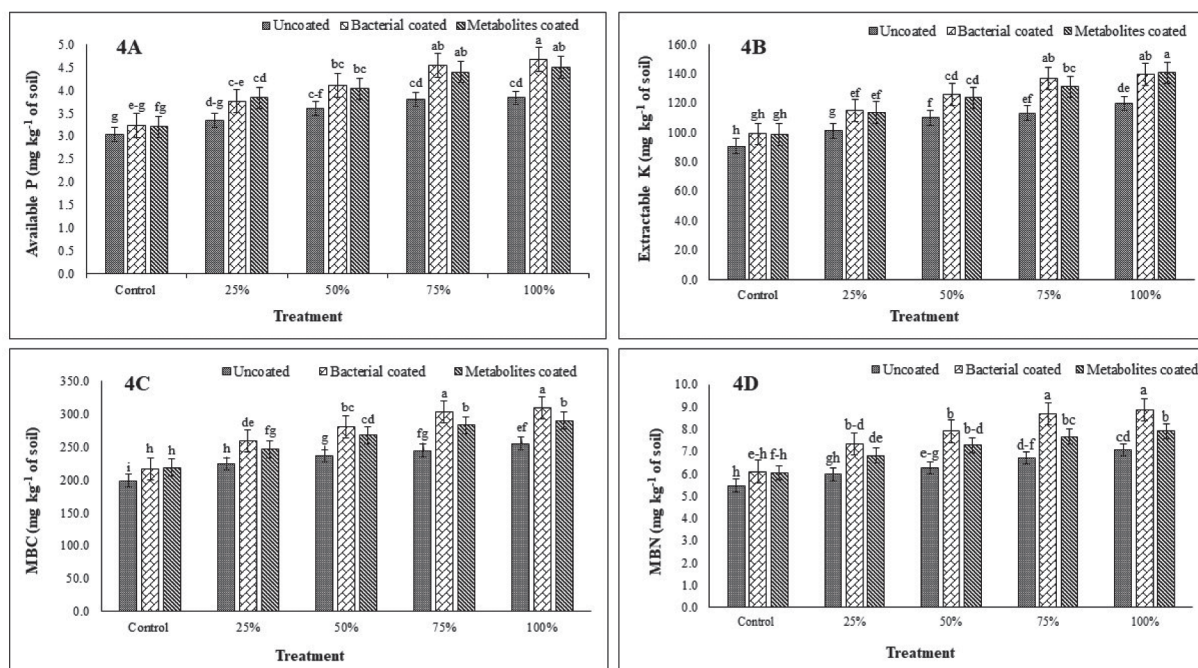 4A
Uncoated Bacterial coated Metabolites coated
Available P (mg kg-1 of soil)
5.0
4.5
4.0
3.5
3.0
2.5
2.0
1.5
1.0
0.5
0.0
g e-g fg d-g c-e cd c-f bc bc cd ab ab cd a ab
Control 25% 50% 75% 100%
Treatment
4B
Uncoated Bacterial coated Metabolites coated
Extractable K (mg kg-1 of soil)
160.0
140.0
120.0
100.0
80.0
60.0
40.0
20.0
0.0
h gh gh g ef ef f cd cd ef ab bc de ab a
Control 25% 50% 75% 100%
Treatment
4C
Uncoated Bacterial coated Metabolites coated
MBC (mg kg-1 of soil)
350.0
300.0
250.0
200.0
150.0
100.0
50.0
0.0
i h h h de fg g bc cd fg a b ef a b
Control 25% 50% 75% 100%
Treatment
4D
Uncoated Bacterial coated Metabolites coated
MBN (mg kg-1 of soil)
10.0
9.0
8.0
7.0
6.0
5.0
4.0
3.0
2.0
1.0
0.0
h e-h f-h gh b-d de e-g b b-d d-f a bc cd a b
Control 25% 50% 75% 100%
Treatment